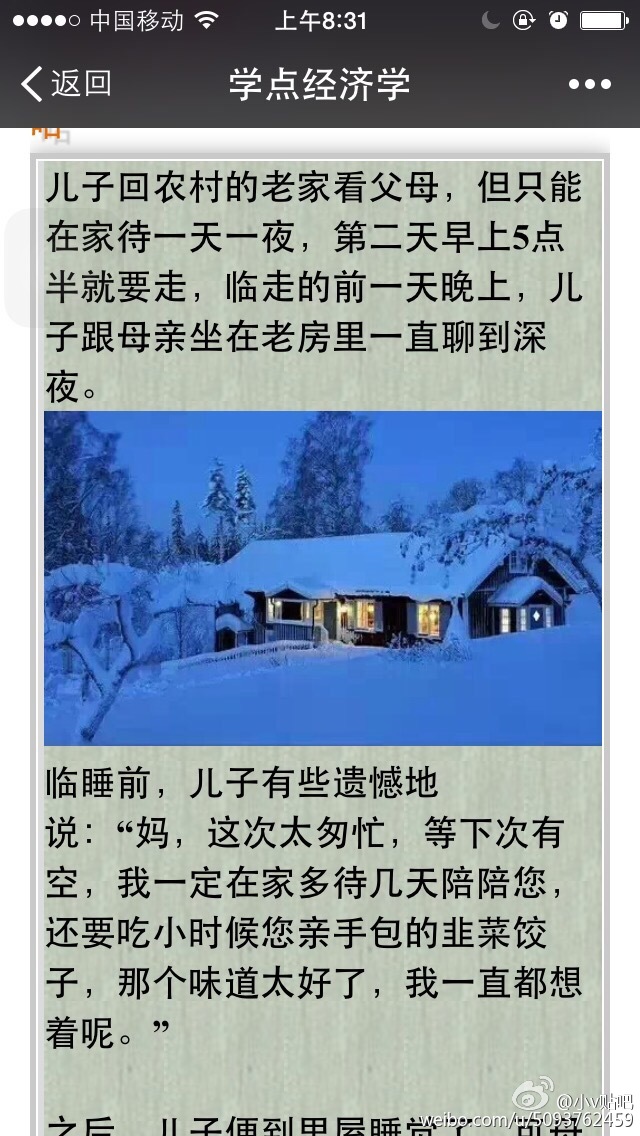 中国移动 上午8:31
返回 学点经济学
儿子回农村的老家看父母，但只能
在家待一天一夜，第二天早上5点
半就要走，临走的前一天晚上，儿
子跟母亲坐在老房里一直聊到深
夜。
临睡前，儿子有些遗憾地
说：“妈，这次太匆忙，等下次有
空，我一定在家多待几天陪陪您，
还要吃小时候您亲手包的韭菜饺
子，那个味道太好了，我一直都想
着呢。”
之后，儿子便到里屋睡觉了，可母
@小v贴吧
weibo.com/u/5093762459